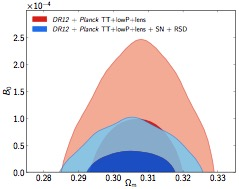 ×10⁻⁴
DR12 + Planck TT+lowP+lens
DR12 + Planck TT+lowP+lens + SN + RSD
2.5
2.0
1.5
1.0
0.5
0.0
B₀
0.28 0.29 0.30 0.31 0.32 0.33
Ωₘ